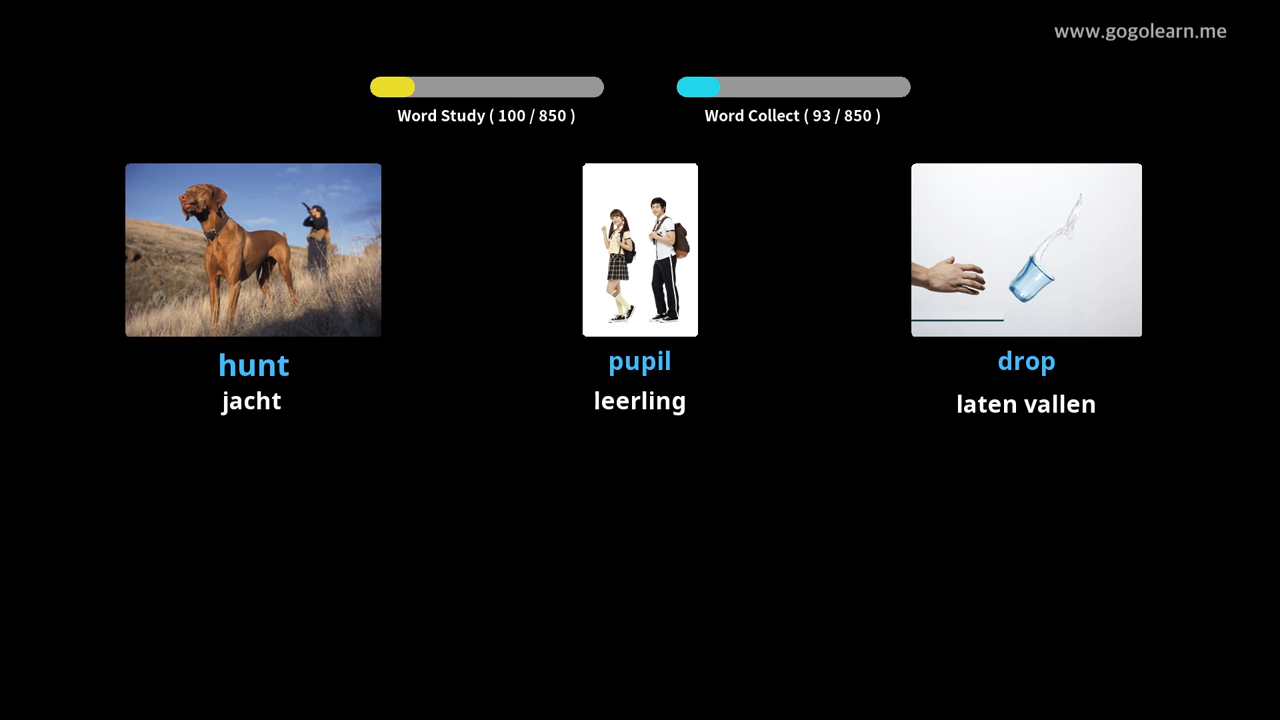 www.gogolearn.me
Word Study ( 100 / 850 )
Word Collect ( 93 / 850 )
hunt
jacht
pupil
leerling
drop
laten vallen